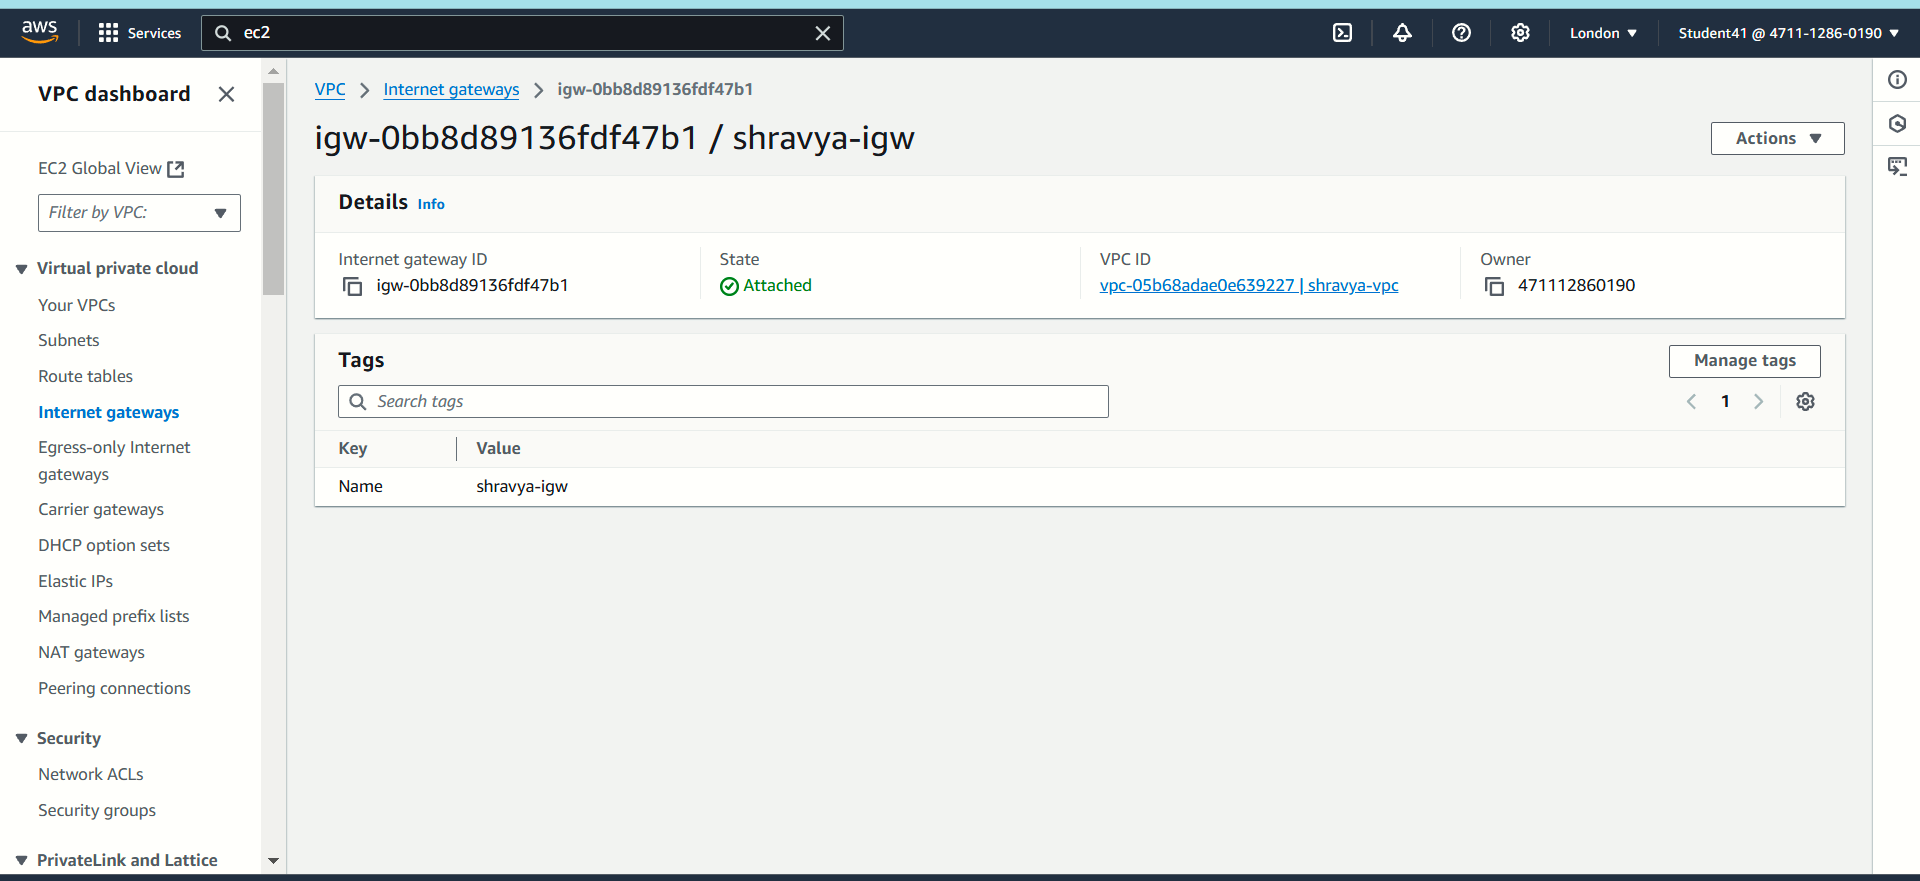 aws Services ec2 London Student41 @ 4711-1286-0190
VPC dashboard
EC2 Global View
Filter by VPC:
Virtual private cloud
Your VPCs
Subnets
Route tables
Internet gateways
Egress-only Internet
gateways
Carrier gateways
DHCP option sets
Elastic IPs
Managed prefix lists
NAT gateways
Peering connections
Security
Network ACLs
Security groups
PrivateLink and Lattice
VPC Internet gateways igw-0bb8d89136fdf47b1
igw-0bb8d89136fdf47b1 / shravya-igw
Actions
Details Info
Internet gateway ID
igw-0bb8d89136fdf47b1
State
Attached
VPC ID
vpc-05b68adae0e639227 | shravya-vpc
Owner
471112860190
Tags
Manage tags
Search tags
1
Key Value
Name shravya-igw